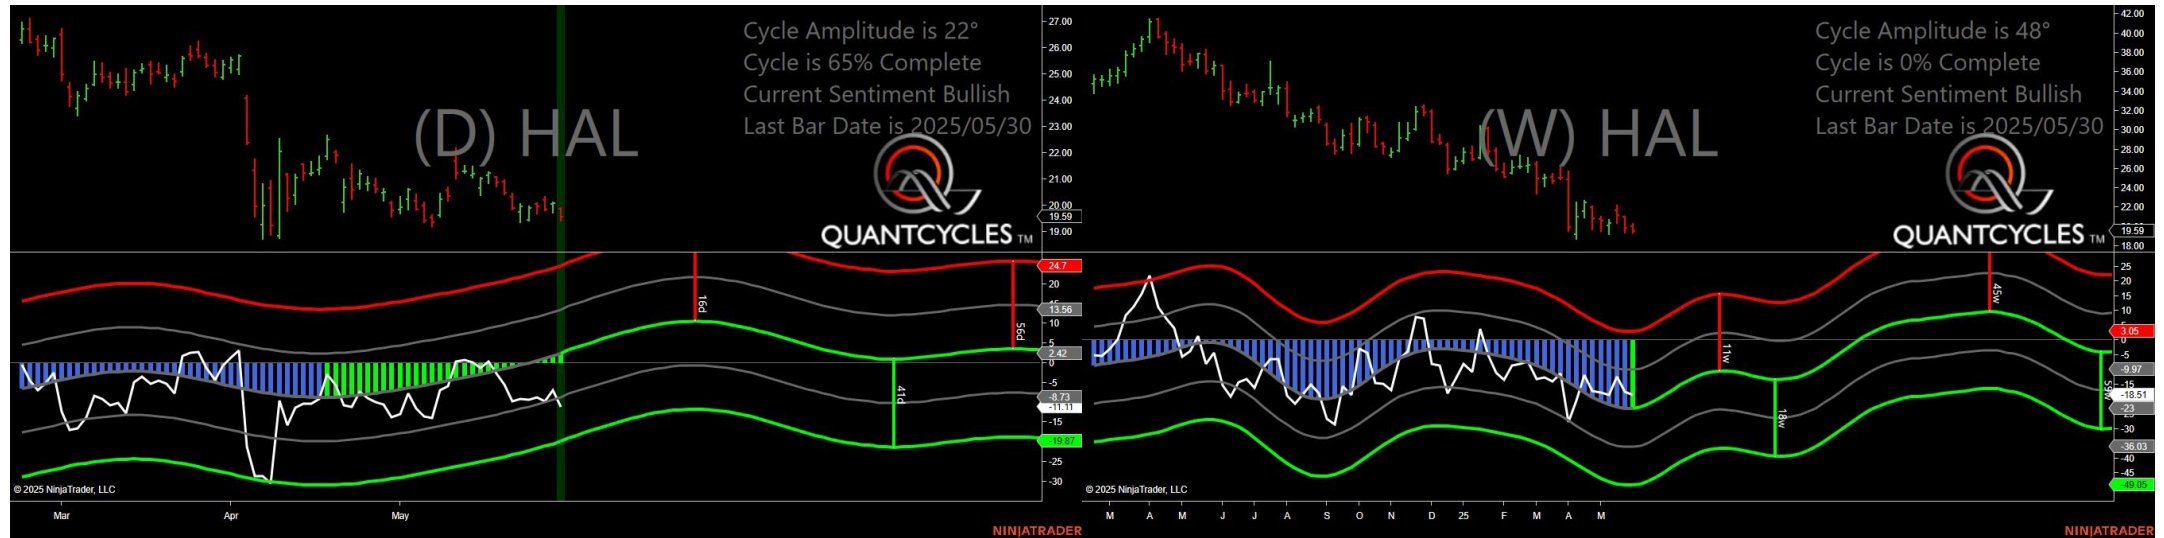 Cycle Amplitude is 22°
Cycle is 65% Complete
Current Sentiment Bullish
Last Bar Date is 2025/05/30
(D) HAL
QUANTCYCLES TM
27.00
26.00
25.00
24.00
23.00
22.00
21.00
20.00
19.59
19.00
24.7
20
13.56
10
5
2.42
0
-5
-8.73
-11.11
-15
-19.87
-25
-30
16d
41d
56d
© 2025 NinjaTrader, LLC
Mar Apr May
NINJATRADER
Cycle Amplitude is 48°
Cycle is 0% Complete
Current Sentiment Bullish
Last Bar Date is 2025/05/30
(W) HAL
QUANTCYCLES TM
42.00
40.00
38.00
36.00
34.00
32.00
30.00
28.00
26.00
24.00
22.00
19.59
18.00
25
20
15
10
3.05
0
-5
-9.97
-15
-18.51
-23
-30
-36.03
-40
-45
-49.05
11w
18w
45w
© 2025 NinjaTrader, LLC
M A M J J A S O N D 25 F M A M
NINJATRADER